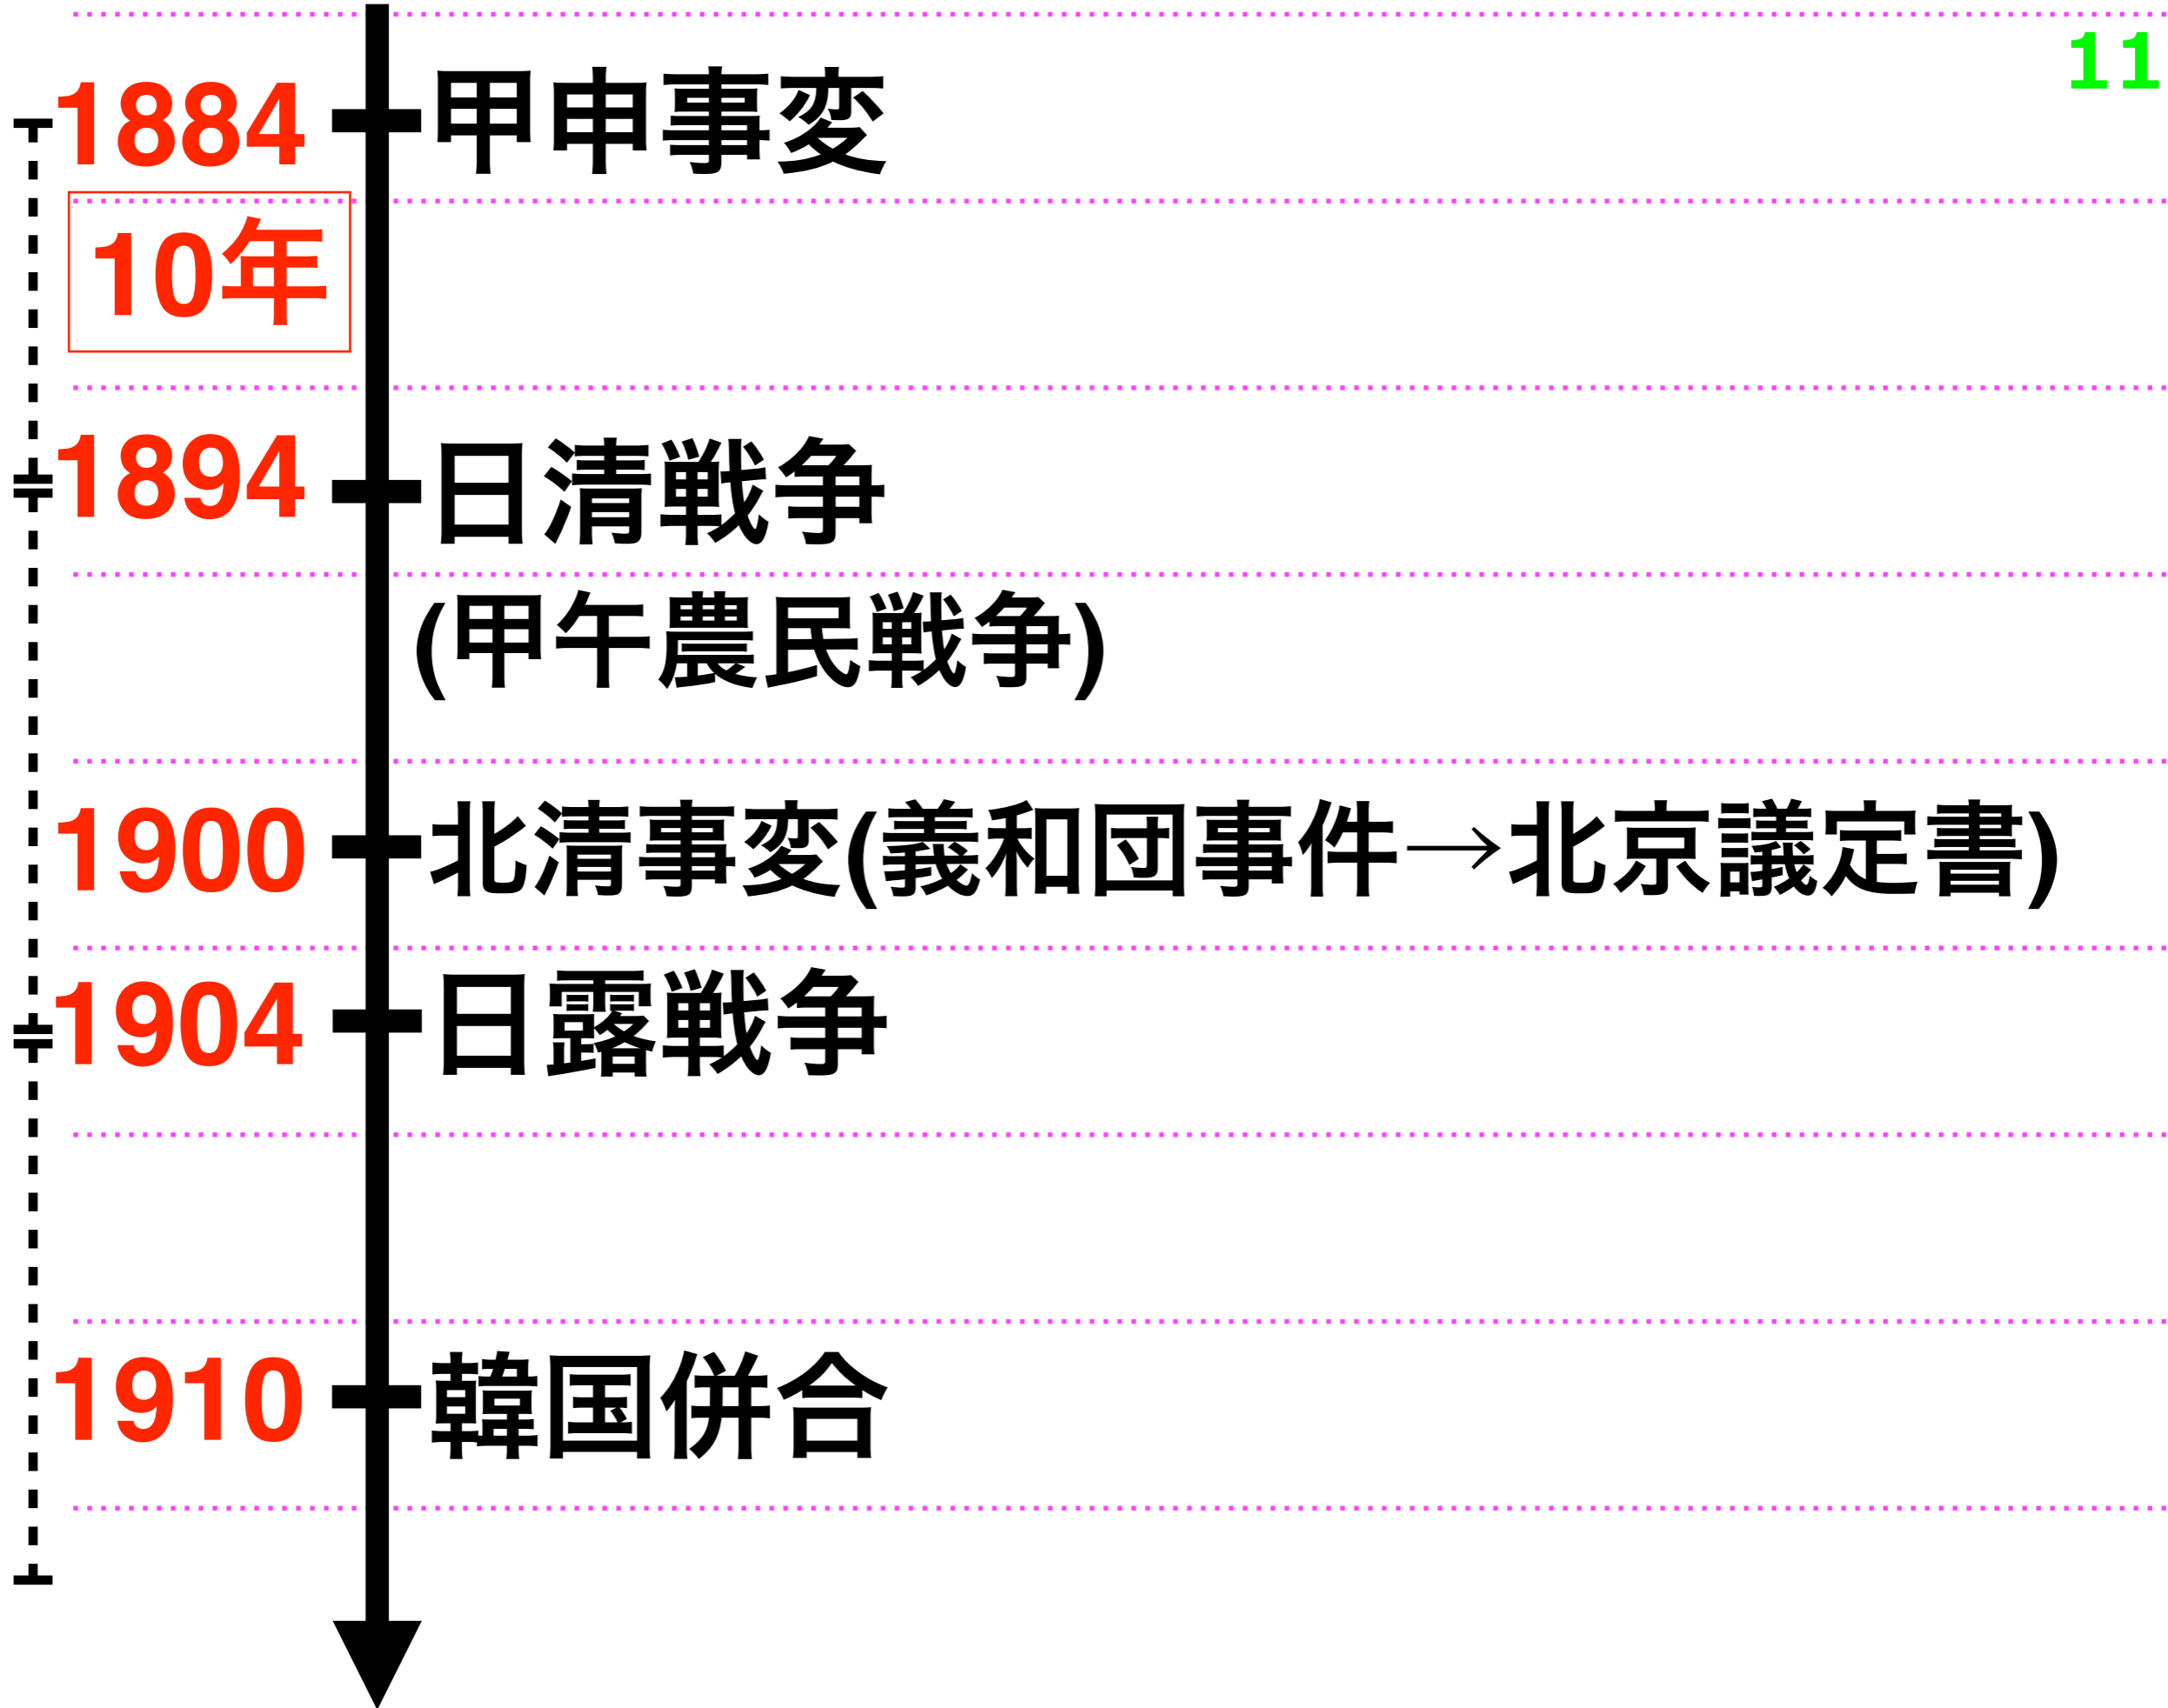 11
1884 甲申事変
10年
1894 日清戦争
(甲午農民戦争)
1900 北清事変(義和団事件→北京議定書)
1904 日露戦争
1910 韓国併合